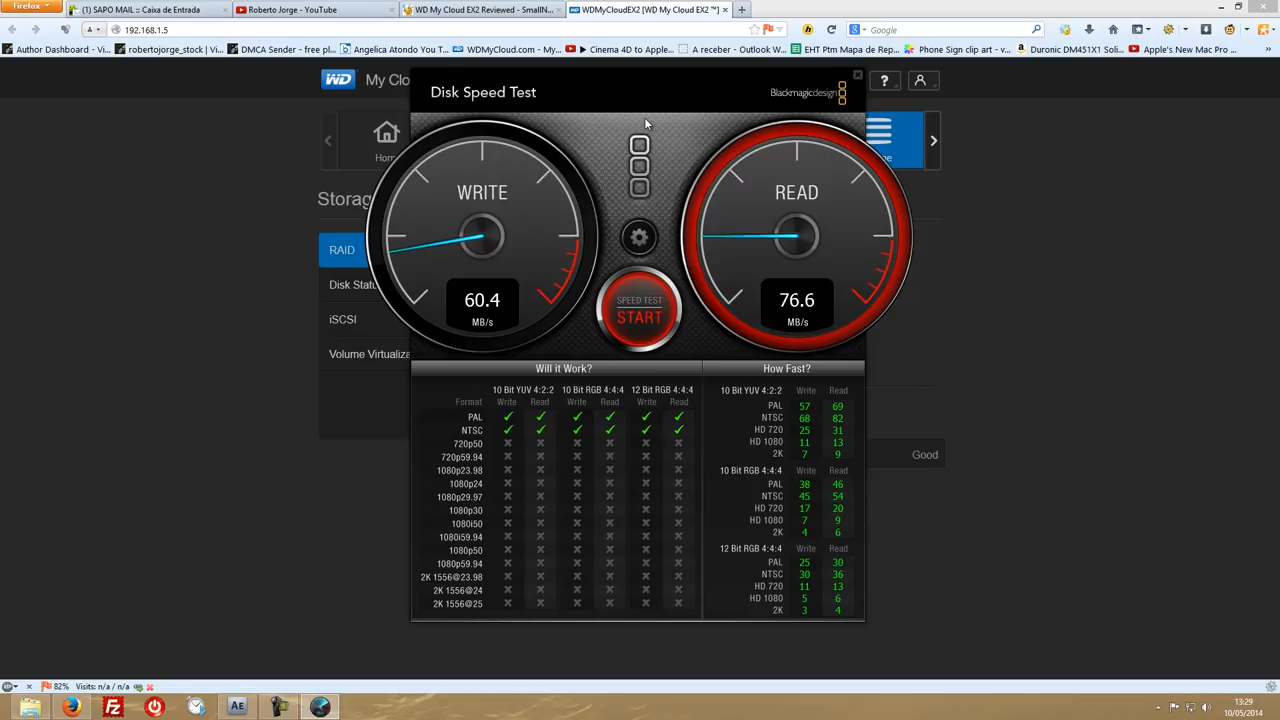 Firefox
(1) SAPO MAIL :: Caixa de Entrada
Roberto Jorge - YouTube
WD My Cloud EX2 Reviewed - SmallN...
WDMyCloudEX2 [WD My Cloud EX2 ™]
192.168.1.5
Google
Author Dashboard - Vi...
roberto_jorge_stock | ...
DMCA Sender - free pl...
Angelica Atondo You T...
WDMyCloud.com - My...
Cinema 4D to Apple...
A receber - Outlook W...
EHT Ptm Mapa de Rep...
Phone Sign clip art - v...
Duronic DM451X1 Soli...
Apple's New Mac Pro ...
WD My Clo
Disk Speed Test
Blackmagicdesign
?
Hom
ge
Storag
RAID
Disk Statu
iSCSI
Volume Virtualiza
Good
WRITE
60.4
MB/s
READ
76.6
MB/s
SPEED TEST
START
Will it Work?
10 Bit YUV 4:2:2 10 Bit RGB 4:4:4 12 Bit RGB 4:4:4
Format Write Read Write Read Write Read
PAL ✓ ✓ ✓ ✓ ✓ ✓
NTSC ✓ ✓ ✓ ✓ ✓ ✓
720p50 x x x x x x
720p59.94 x x x x x x
1080p23.98 x x x x x x
1080p24 x x x x x x
1080p29.97 x x x x x x
1080p30 x x x x x x
1080i50 x x x x x x
1080i59.94 x x x x x x
1080p50 x x x x x x
1080p59.94 x x x x x x
2K 1556@23.98 x x x x x x
2K 1556@24 x x x x x x
2K 1556@25 x x x x x x
How Fast?
10 Bit YUV 4:2:2 Write Read
PAL 57 69
NTSC 68 82
HD 720 25 31
HD 1080 11 13
2K 7 9
10 Bit RGB 4:4:4 Write Read
PAL 38 46
NTSC 45 54
HD 720 17 20
HD 1080 7 9
2K 4 6
12 Bit RGB 4:4:4 Write Read
PAL 25 30
NTSC 30 36
HD 720 11 13
HD 1080 5 6
2K 3 4
82% Visits: n/a / n/a
AE
13:29
10/05/2014